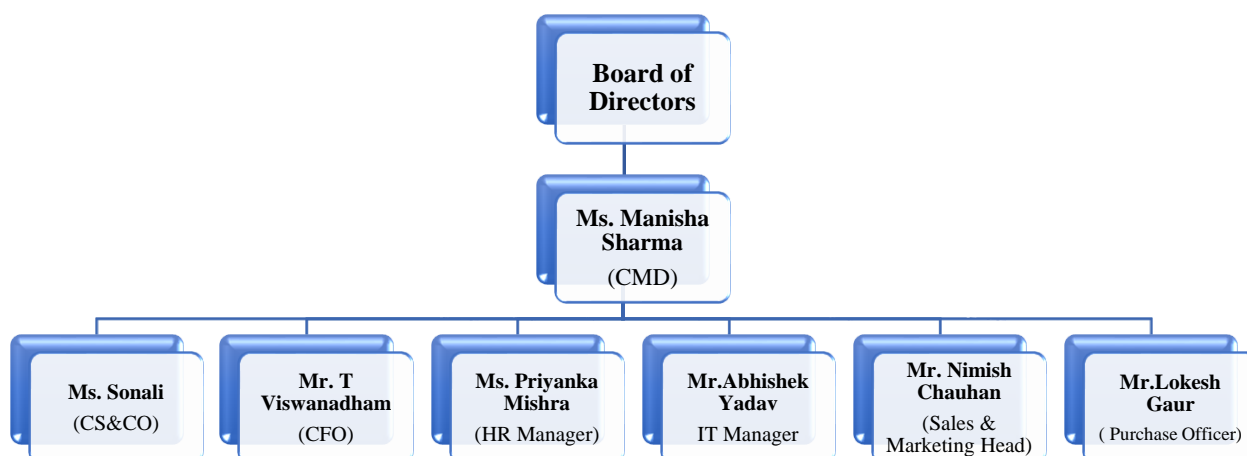 Board of
Directors
Ms. Manisha
Sharma
(CMD)
Ms. Sonali
(CS&CO)
Mr. T
Viswanadham
(CFO)
Ms. Priyanka
Mishra
(HR Manager)
Mr.Abhishek
Yadav
IT Manager
Mr. Nimish
Chauhan
(Sales &
Marketing Head)
Mr.Lokesh
Gaur
( Purchase Officer)